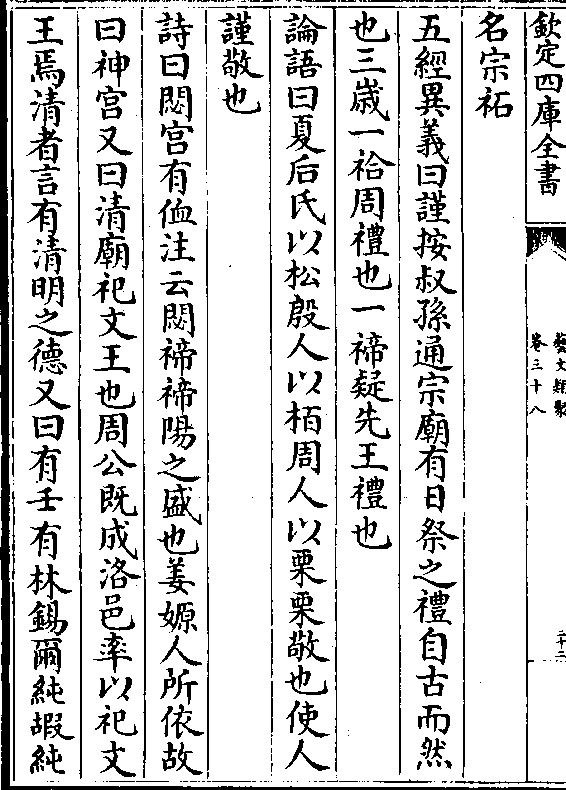 欽定四庫全書
藝文類聚
卷三十八
二十三
名宗祏
五經異義曰謹按叔孫通宗廟有日祭之禮自古而然
也三歳一祫周禮也一禘疑先王禮也
論語曰夏后氏以松殷人以栢周人以栗栗敬也使人
謹敬也
詩曰閟宫有侐注云閟禘禘陽之盛也姜嫄人所依故
曰神宫又曰清廟祀文王也周公既成洛邑率以祀文
王焉清者言有清明之德又曰有壬有林錫爾純嘏純